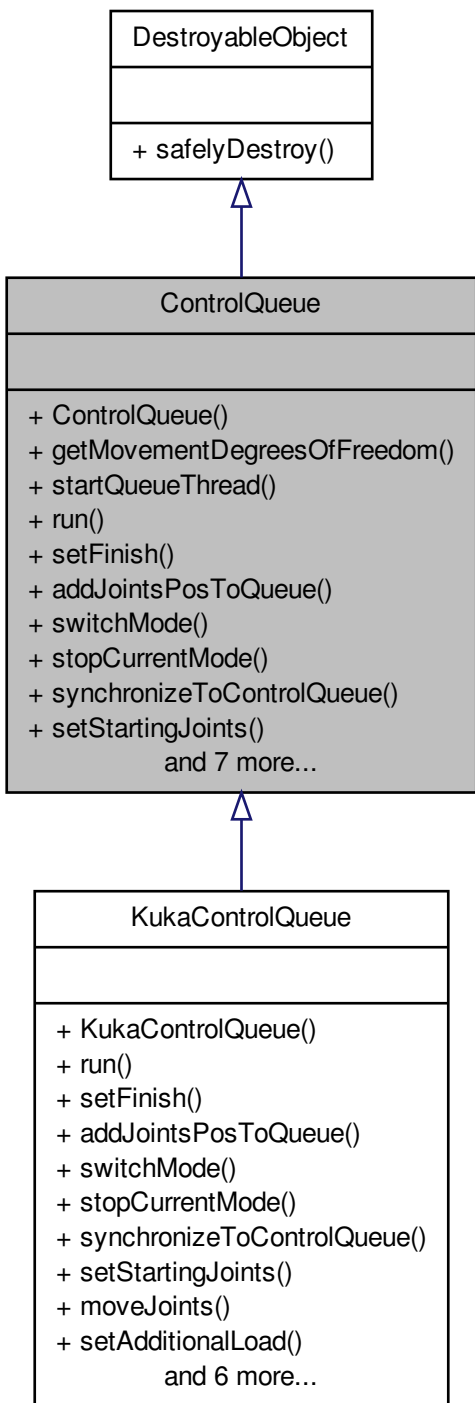 DestroyableObject
+ safelyDestroy()
ControlQueue
+ ControlQueue()
+ getMovementDegreesOfFreedom()
+ startQueueThread()
+ run()
+ setFinish()
+ addJointsPosToQueue()
+ switchMode()
+ stopCurrentMode()
+ synchronizeToControlQueue()
+ setStartingJoints()
and 7 more...
KukaControlQueue
+ KukaControlQueue()
+ run()
+ setFinish()
+ addJointsPosToQueue()
+ switchMode()
+ stopCurrentMode()
+ synchronizeToControlQueue()
+ setStartingJoints()
+ moveJoints()
+ setAdditionalLoad()
and 6 more...